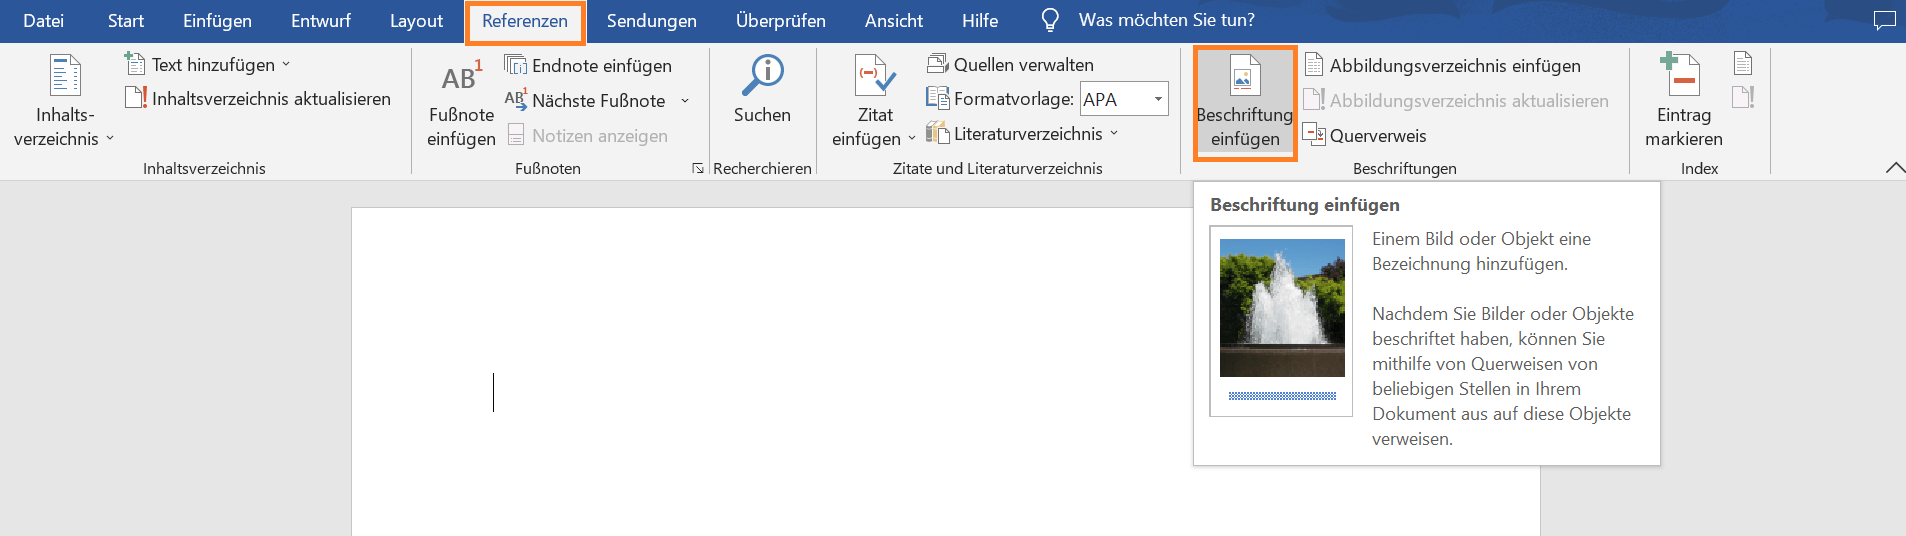 Datei Start Einfügen Entwurf Layout Referenzen Sendungen Überprüfen Ansicht Hilfe Was möchten Sie tun?
Inhalts-
verzeichnis
Text hinzufügen
Inhaltsverzeichnis aktualisieren
Inhaltsverzeichnis
AB1
Fußnote
einfügen
Endnote einfügen
AB1 Nächste Fußnote
Notizen anzeigen
Fußnoten
Suchen
Recherchieren
Zitat
einfügen
Quellen verwalten
Formatvorlage: APA
Literaturverzeichnis
Zitate und Literaturverzeichnis
Beschriftung
einfügen
Abbildungsverzeichnis einfügen
Abbildungsverzeichnis aktualisieren
Querverweis
Beschriftungen
Eintrag
markieren
Index
Beschriftung einfügen
Einem Bild oder Objekt eine
Bezeichnung hinzufügen.
Nachdem Sie Bilder oder Objekte
beschriftet haben, können Sie
mithilfe von Querweisen von
beliebigen Stellen in Ihrem
Dokument aus auf diese Objekte
verweisen.